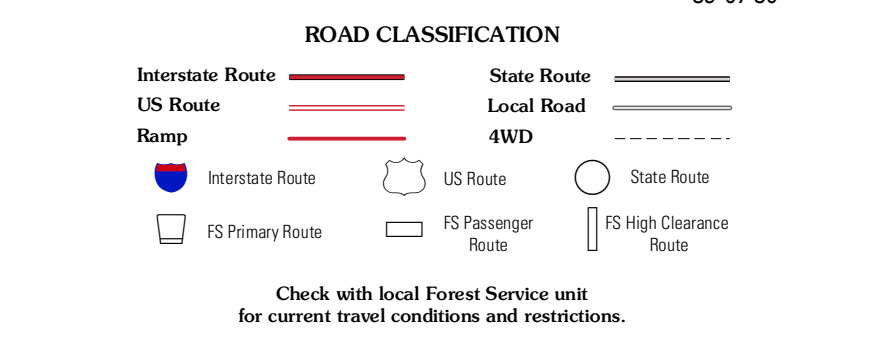 ROAD CLASSIFICATION
Interstate Route
State Route
US Route
Local Road
Ramp
4WD
Interstate Route
US Route
State Route
FS Primary Route
FS Passenger
Route
FS High Clearance
Route
Check with local Forest Service unit
for current travel conditions and restrictions.